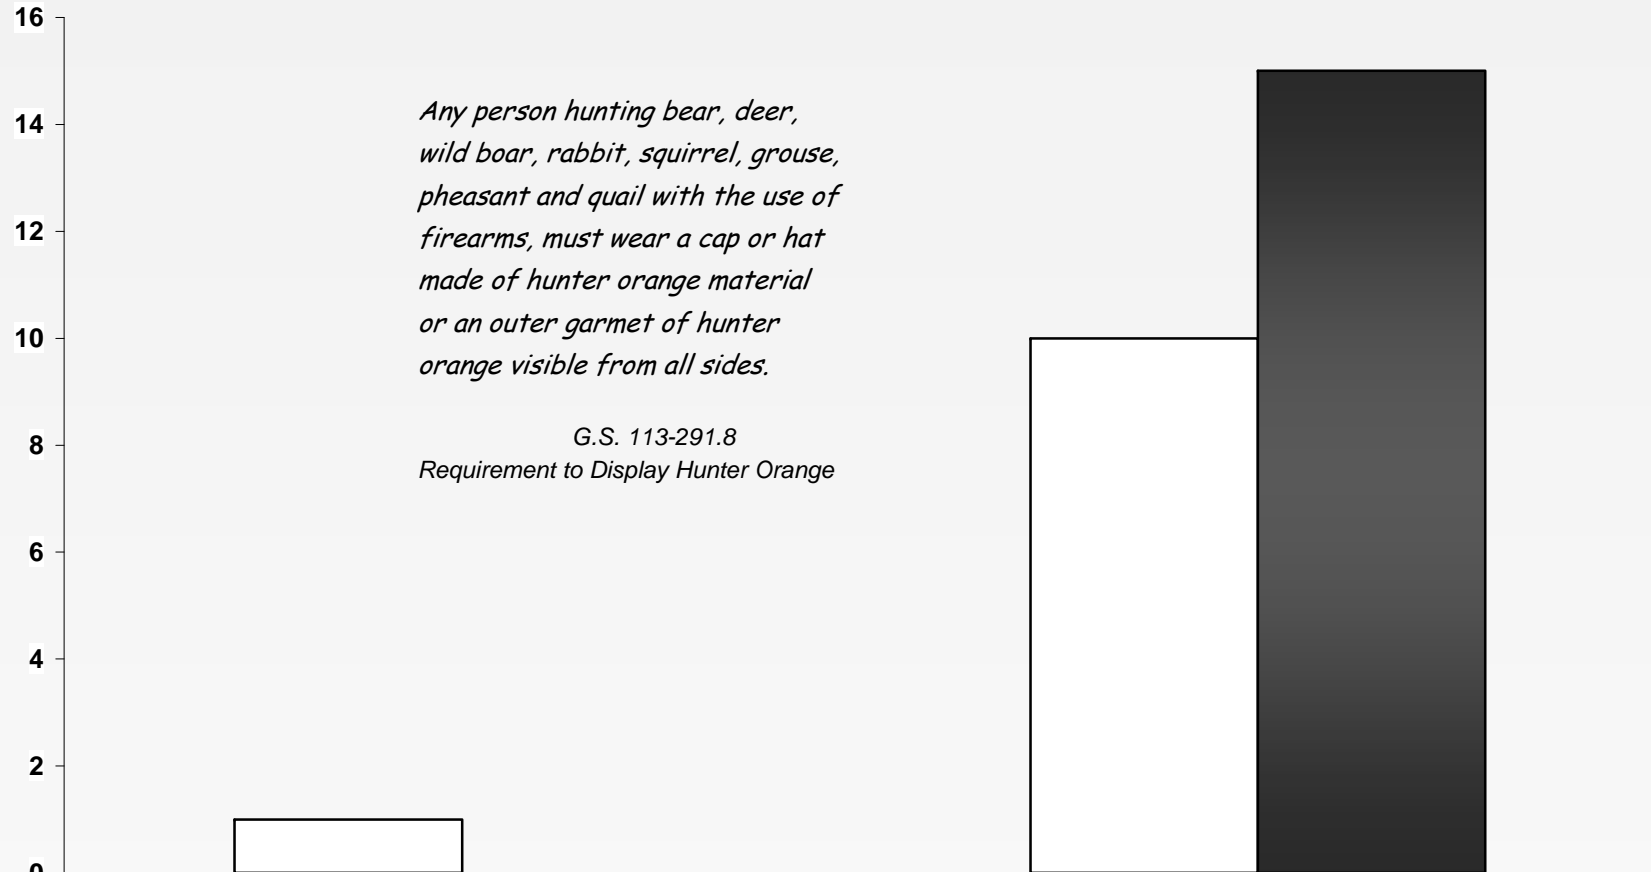 16
14
12
10
8
6
4
2
0
Any person hunting bear, deer,
wild boar, rabbit, squirrel, grouse,
pheasant and quail with the use of
firearms, must wear a cap or hat
made of hunter orange material
or an outer garmet of hunter
orange visible from all sides.
G.S. 113-291.8
Requirement to Display Hunter Orange